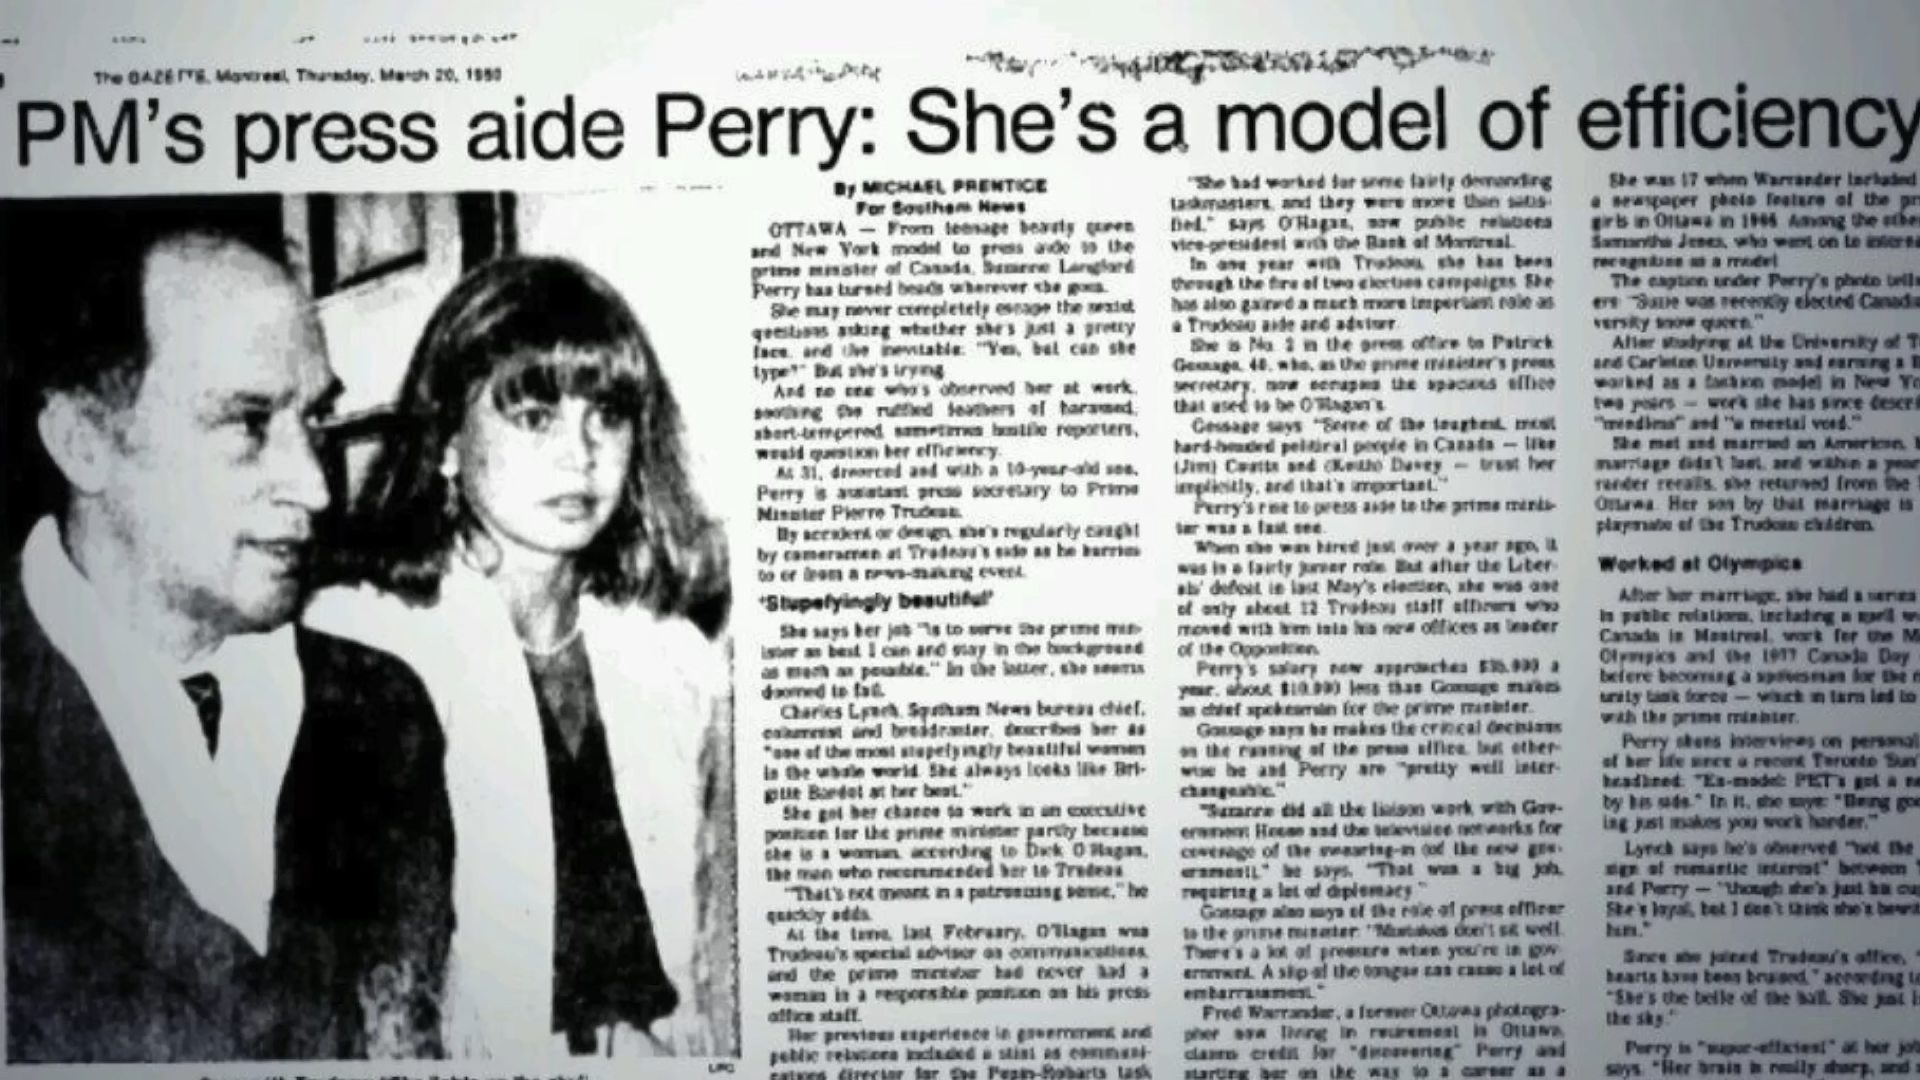 The GAZETTE, Montreal, Thursday, March 20, 1980
PM's press aide Perry: She's a model of efficiency
By MICHAEL PRENTICE
For Southam News
OTTAWA — From teenage beauty queen
and New York model to press aide to the
prime minister of Canada, Suzanne Langford
Perry has turned heads wherever she goes.
She may never completely escape the sexist
questions asking whether she's just a pretty
face, and the inevitable: "Yes, but can she
type?" But she's trying.
And no one who's observed her at work,
soothing the ruffled feathers of harassed,
short-tempered, sometimes hostile reporters,
would question her efficiency.
At 31, divorced and with a 10-year-old son,
Perry is assistant press secretary to Prime
Minister Pierre Trudeau.
By accident or design, she's regularly caught
by cameramen at Trudeau's side as he hurries
to or from a news-making event.
'Stupefyingly beautiful'
She says her job "is to serve the prime min-
ister as best I can and stay in the background
as much as possible." In the latter, she seems
doomed to fail.
Charles Lynch, Southam News bureau chief,
columnist and broadcaster, describes her as
"one of the most stupefyingly beautiful women
in the whole world. She always looks like Bri-
gitte Bardot at her best."
She got her chance to work in an executive
position for the prime minister partly because
she is a woman, according to Dick O'Hagan,
the man who recommended her to Trudeau.
"That's not meant in a patronizing sense," he
quickly adds.
At the time, last February, O'Hagan was
Trudeau's special advisor on communications,
and the prime minister had never had a
woman in a responsible position on his press
office staff.
Her previous experience in government and
public relations included a stint as communi-
cations director for the Pepin-Robarts task
"She had worked for some fairly demanding
taskmasters, and they were more than satis-
fied," says O'Hagan, now public relations
vice-president with the Bank of Montreal.
In one year with Trudeau, she has been
through the fire of two election campaigns. She
has also gained a much more important role as
a Trudeau aide and adviser.
She is No. 2 in the press office to Patrick
Gossage, 40, who, as the prime minister's press
secretary, now occupies the spacious office
that used to be O'Hagan's.
Gossage says "Some of the toughest, most
hard-headed political people in Canada — like
(Jim) Coutts and (Keith) Davey — trust her
implicitly, and that's important."
Perry's rise to press aide to the prime minis-
ter was a fast one.
When she was hired just over a year ago, it
was in a fairly junior role. But after the Liber-
als' defeat in last May's election, she was one
of only about 12 Trudeau staff officers who
moved with him into his new offices as leader
of the Opposition.
Perry's salary now approaches a
year, about less than Gossage makes
as chief spokesman for the prime minister.
Gossage says he makes the critical decisions
on the running of the press office, but other-
wise he and Perry are "pretty well inter-
changeable."
"Suzanne did all the liaison work with Gov-
ernment House and the television networks for
coverage of the swearing-in (of the new gov-
ernment)," he says. "That was a big job,
requiring a lot of diplomacy."
Gossage also says of the role of press officer
to the prime minister: "Mistakes don't sit well.
There's a lot of pressure when you're in gov-
ernment. A slip of the tongue can cause a lot of
embarrassment."
Fred Warrander, a former Ottawa photogra-
pher now living in retirement in Ottawa,
claims credit for "discovering" Perry and
starting her on the way to a career as a
She was 17 when Warrander included
a newspaper photo feature of the
girls in Ottawa in 1966. Among the
Samantha Jones, who went on to
recognition as a model.
The caption under Perry's photo
"Suzie was recently elected
snow queen."
After studying at the University of
and Carleton University and earning a
worked as a fashion model in New
two years — work she has since
"mindless" and "a mental void."
She met and married an American,
marriage didn't last, and within a
recalls, she returned from the
Ottawa. Her son by that marriage is
playmate of the Trudeau children.
Worked at Olympics
After her marriage, she had a series
in public relations, including a spell
Canada in Montreal, work for the
Olympics and the 1977 Canada Day
before becoming a spokesman for the
unity task force — which in turn led to
with the prime minister.
Perry shuns interviews on
of her life since a recent Toronto Sun
headlined: "Ex-model: PET's got a
by his side." In it, she says: "Being
ing just makes you work harder."
Lynch says he's observed "not the
sign of romantic interest" between
and Perry — "though she's just his
She's loyal, but I don't think she's
him."
Since she joined Trudeau's office,
hearts have been bruised," according
"She's the belle of the ball. She just
the sky."
Perry is "super-efficient" at her
says. "Her brain is really sharp, and
UPC